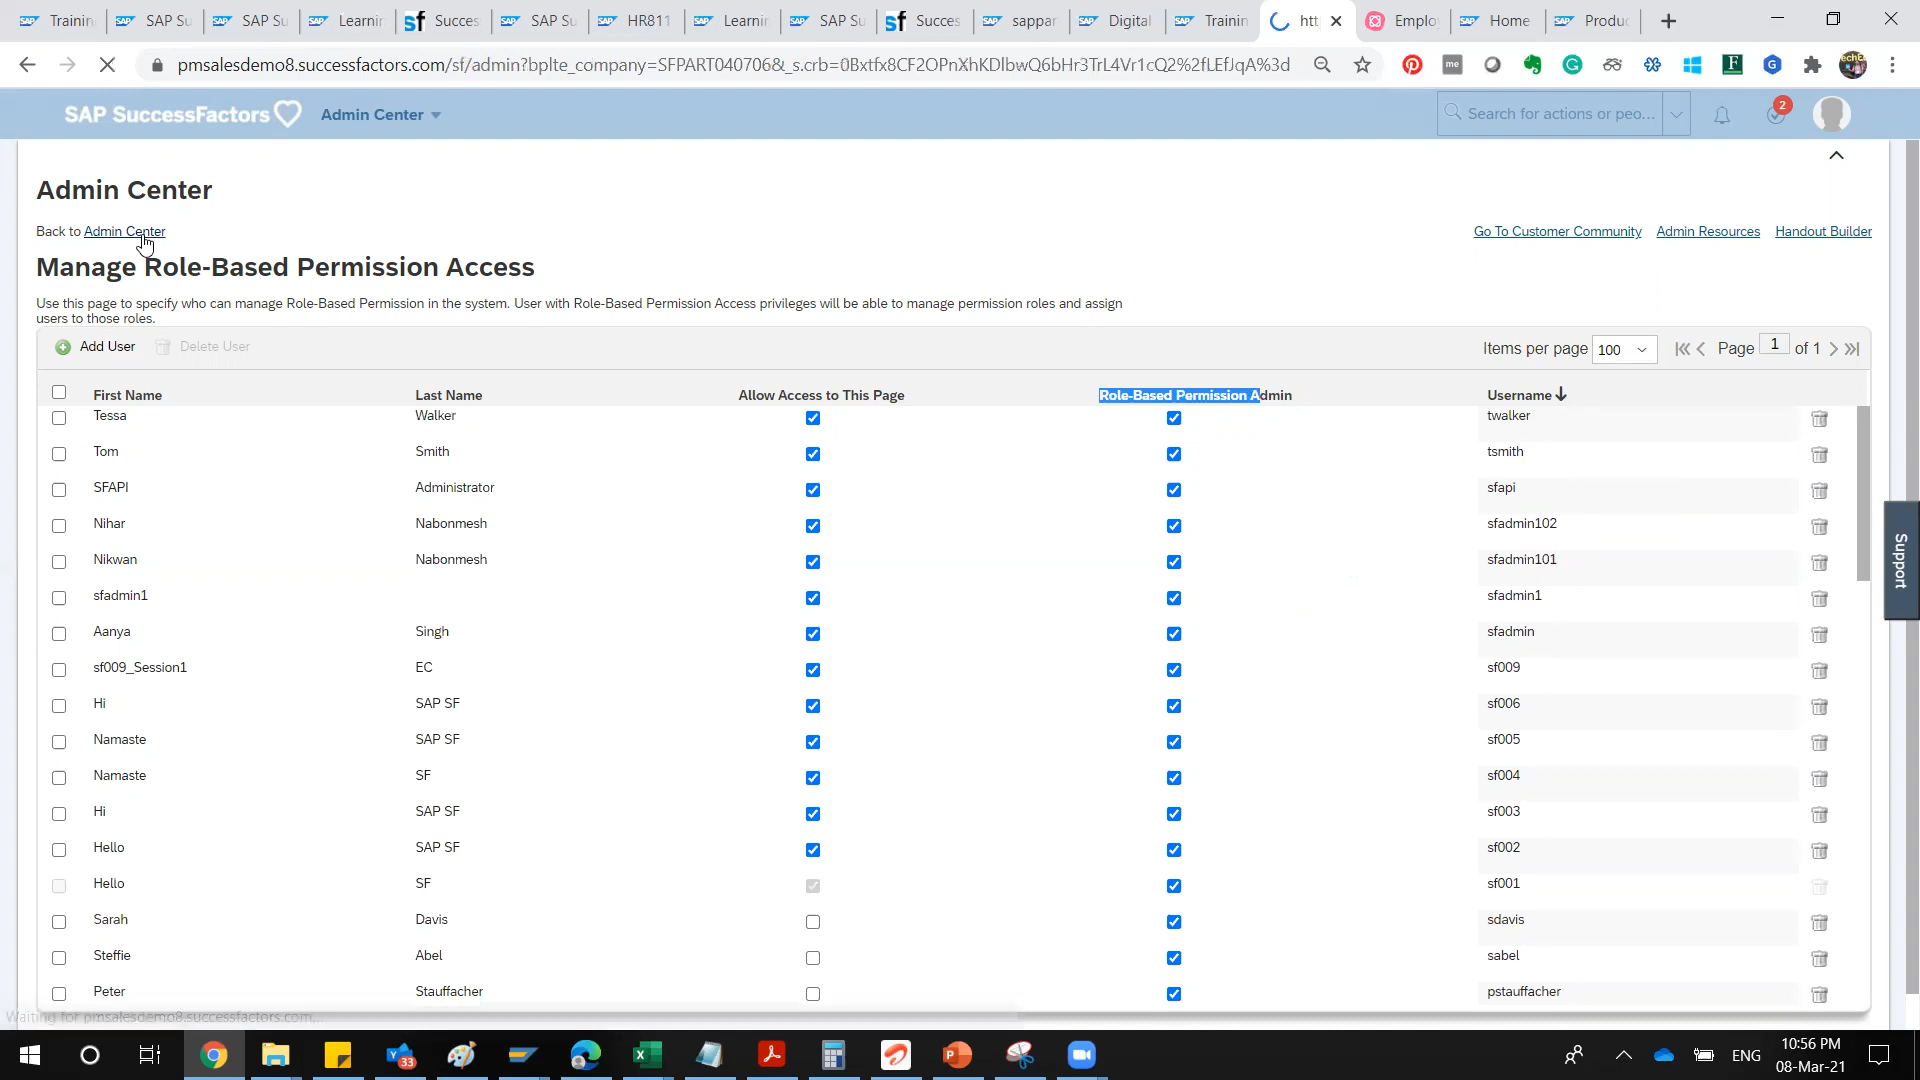 Trainin
SAP Su
SAP Su
Learnin
Succes
SAP Su
HR811
Learnin
SAP Su
Succes
sappar
Digital
Trainin
htt
Emplo
Home
Produc
pmsalesdemo8.successfactors.com/sf/admin?bplte_company=SFPART040706&_s.crb=0Bxtfx8CF2OPnXhKDlbwQ6bHr3TrL4Vr1cQ2%2fLEfJqA%3d
SAP SuccessFactors
Admin Center
Search for actions or peo...
2
Admin Center
Back to Admin Center
Go To Customer Community Admin Resources Handout Builder
Manage Role-Based Permission Access
Use this page to specify who can manage Role-Based Permission in the system. User with Role-Based Permission Access privileges will be able to manage permission roles and assign
users to those roles.
Add User Delete User Items per page 100 Page 1 of 1
First Name Last Name Allow Access to This Page Role-Based Permission Admin Username
Tessa Walker twalker
Tom Smith tsmith
SFAPI Administrator sfapi
Nihar Nabonmesh sfadmin102
Nikwan Nabonmesh sfadmin101
sfadmin1 sfadmin1
Aanya Singh sfadmin
sf009_Session1 EC sf009
Hi SAP SF sf006
Namaste SAP SF sf005
Namaste SF sf004
Hi SAP SF sf003
Hello SAP SF sf002
Hello SF sf001
Sarah Davis sdavis
Steffie Abel sabel
Peter Stauffacher pstauffacher
Support
Waiting for pmsalesdemo8.successfactors.com...
33
ENG
10:56 PM
08-Mar-21